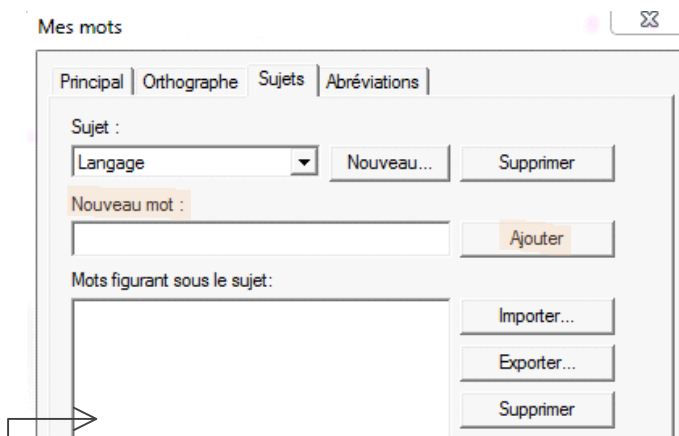 Mes mots
Principal Orthographe Sujets Abréviations
Sujet :
Langage Nouveau... Supprimer
Nouveau mot :
Ajouter
Mots figurant sous le sujet:
Importer...
Exporter...
Supprimer